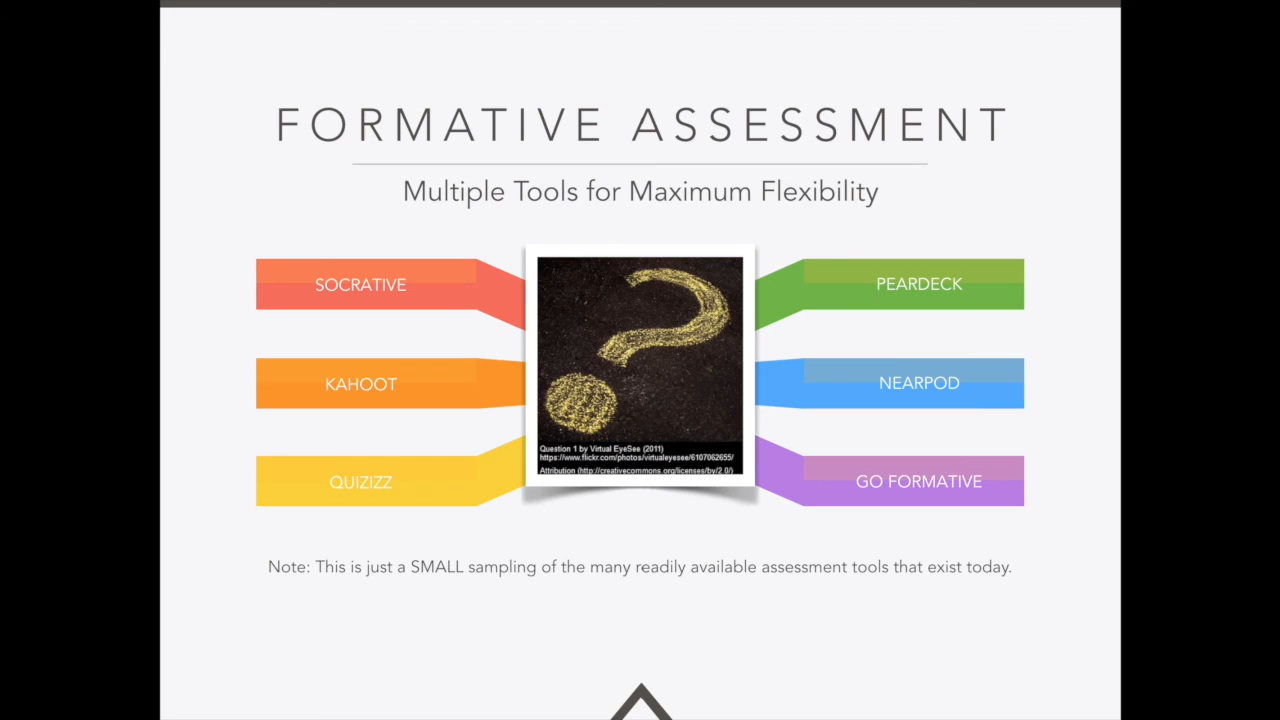 FORMATIVE ASSESSMENT
Multiple Tools for Maximum Flexibility
SOCRATIVE
KAHOOT
QUIZIZZ
Question 1 by Virtual EyeSee (2011)
https://www.flickr.com/photos/virtualeyesee/6107062655/
Attribution (http://creativecommons.org/licenses/by/2.0/)
PEARDECK
NEARPOD
GO FORMATIVE
Note: This is just a SMALL sampling of the many readily available assessment tools that exist today.